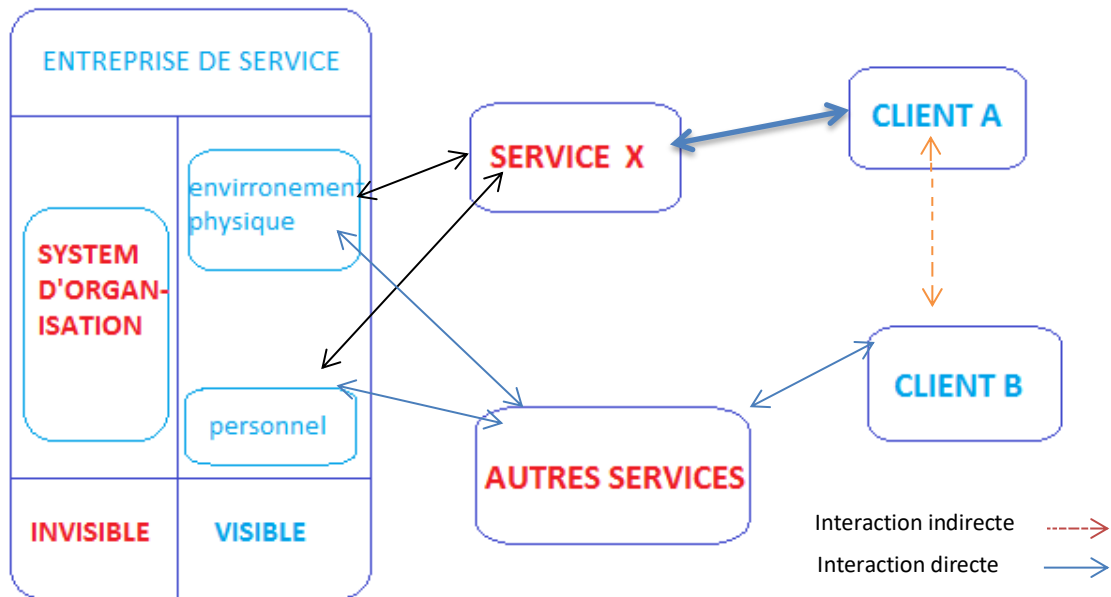 ENTREPRISE DE SERVICE
envirronement
physique
SYSTEM
D'ORGAN-
ISATION
personnel
INVISIBLE
VISIBLE
SERVICE X
AUTRES SERVICES
CLIENT A
CLIENT B
Interaction indirecte
Interaction directe